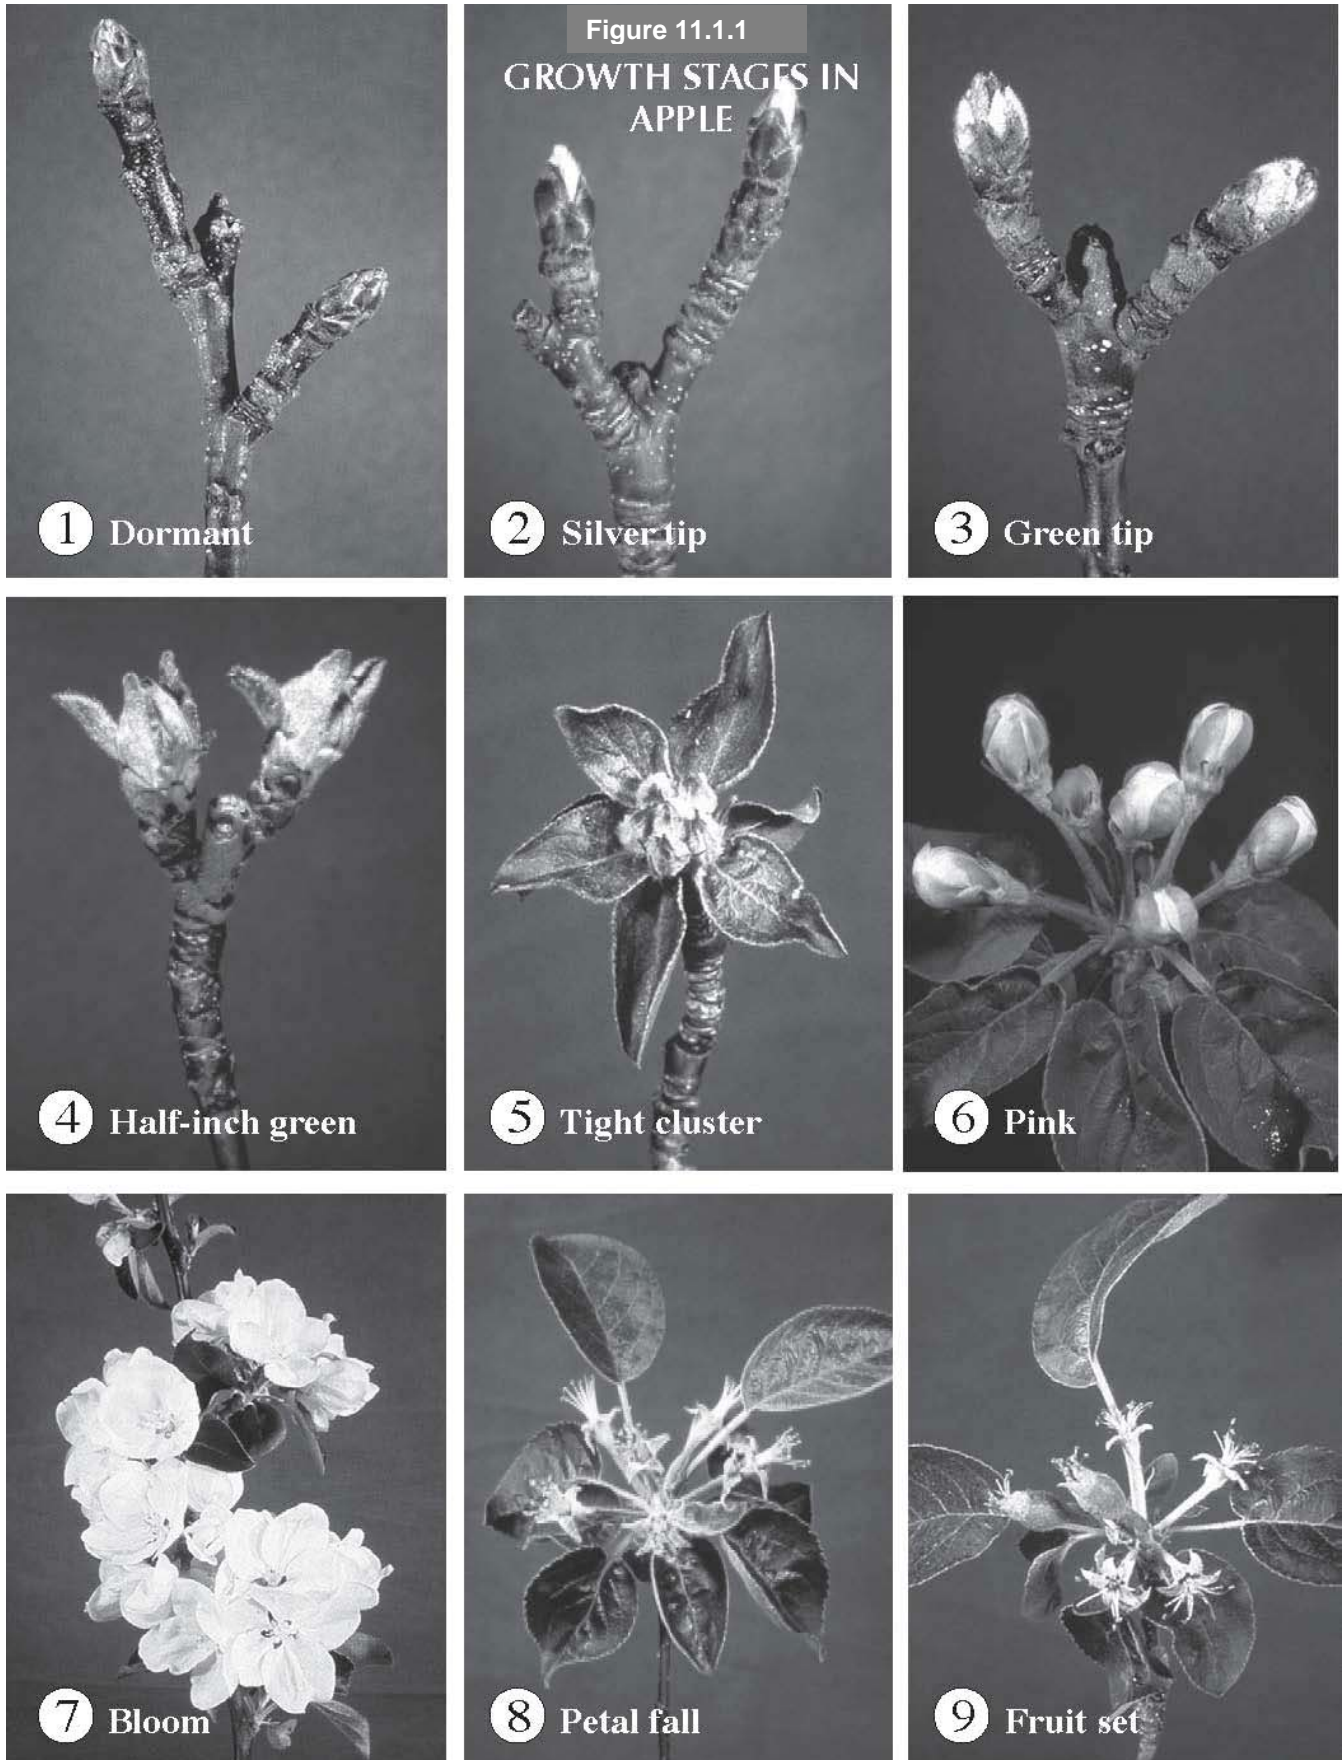 Figure 11.1.1
GROWTH STAGES IN
APPLE
1 Dormant
2 Silver tip
3 Green tip
4 Half-inch green
5 Tight cluster
6 Pink
7 Bloom
8 Petal fall
9 Fruit set